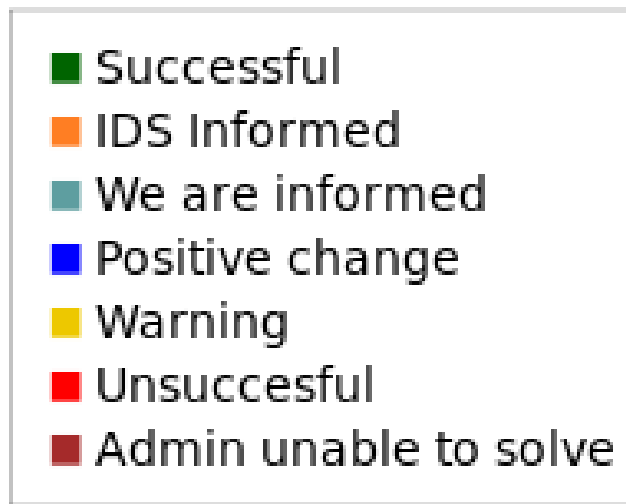 Successful
IDS Informed
We are informed
Positive change
Warning
Unsuccesful
Admin unable to solve